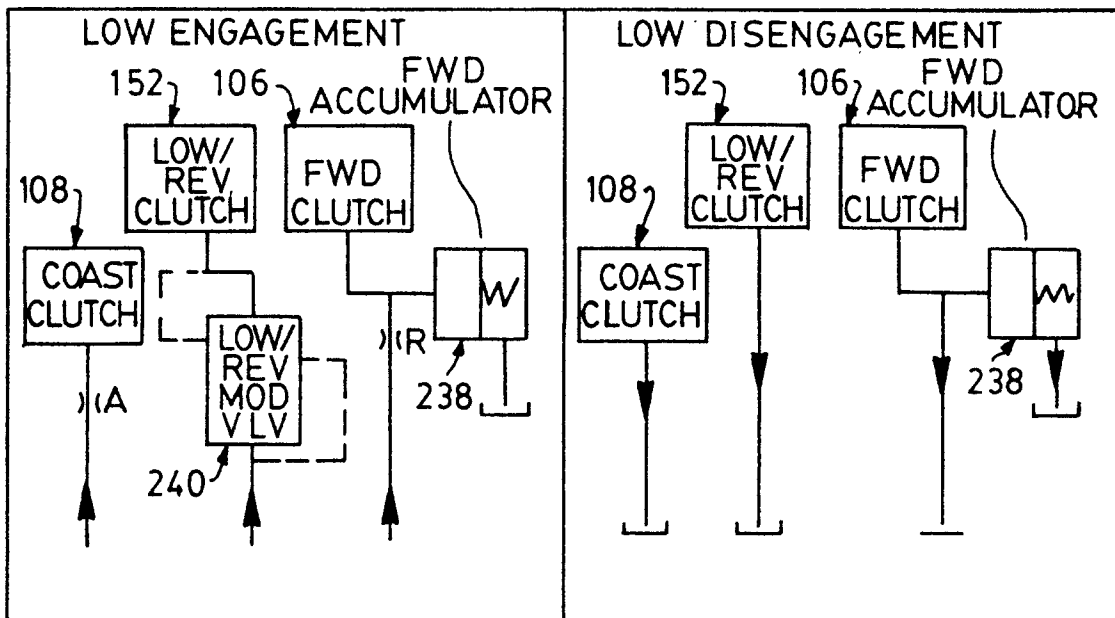 LOW ENGAGEMENT
152
106
FWD
ACCUMULATOR
LOW/
REV
CLUTCH
FWD
CLUTCH
108
COAST
CLUTCH
LOW/
REV
MOD
VLV
A
R
238
240
LOW DISENGAGEMENT
152
106
FWD
ACCUMULATOR
LOW/
REV
CLUTCH
FWD
CLUTCH
108
COAST
CLUTCH
238